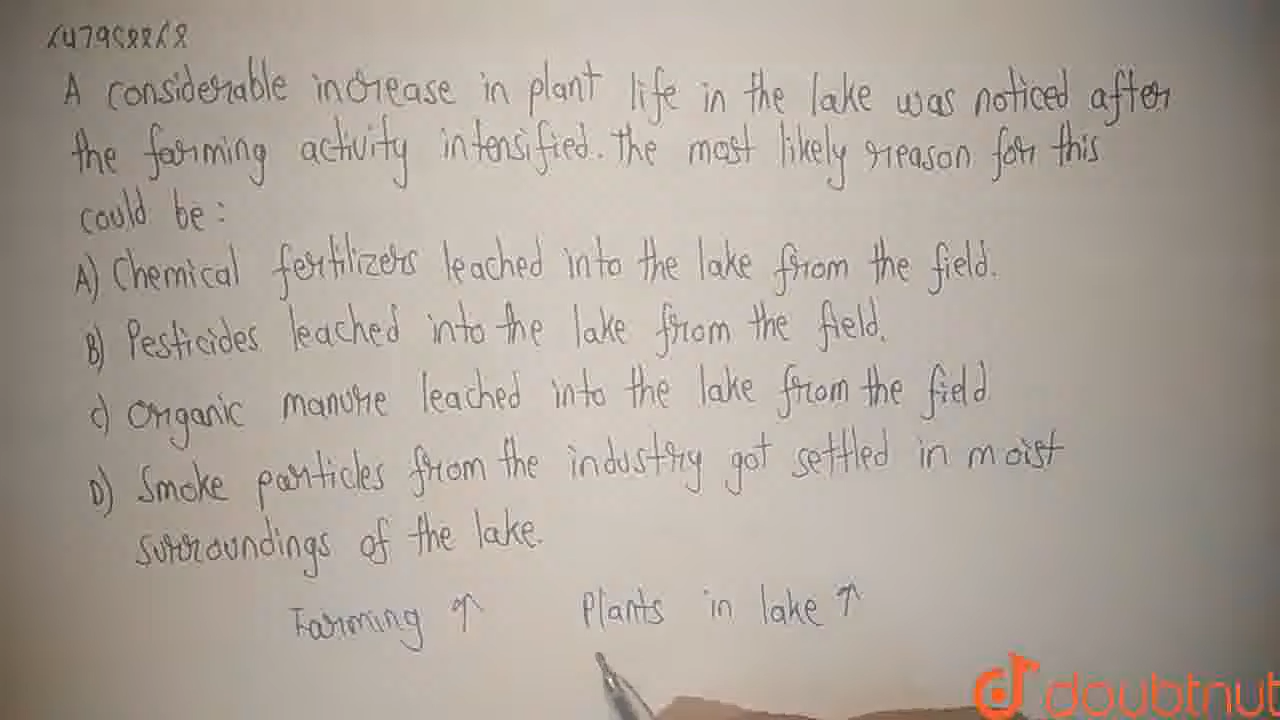 A considerable increase in plant life in the lake was noticed after
the farming activity intensified. The most likely reason for this
could be:
A) Chemical fertilizers leached into the lake from the field.
B) Pesticides leached into the lake from the field.
c) Organic manure leached into the lake from the field
D) Smoke particles from the industry got settled in moist
surroundings of the lake.
Farming ↑ Plants in lake ↑
doubtnut